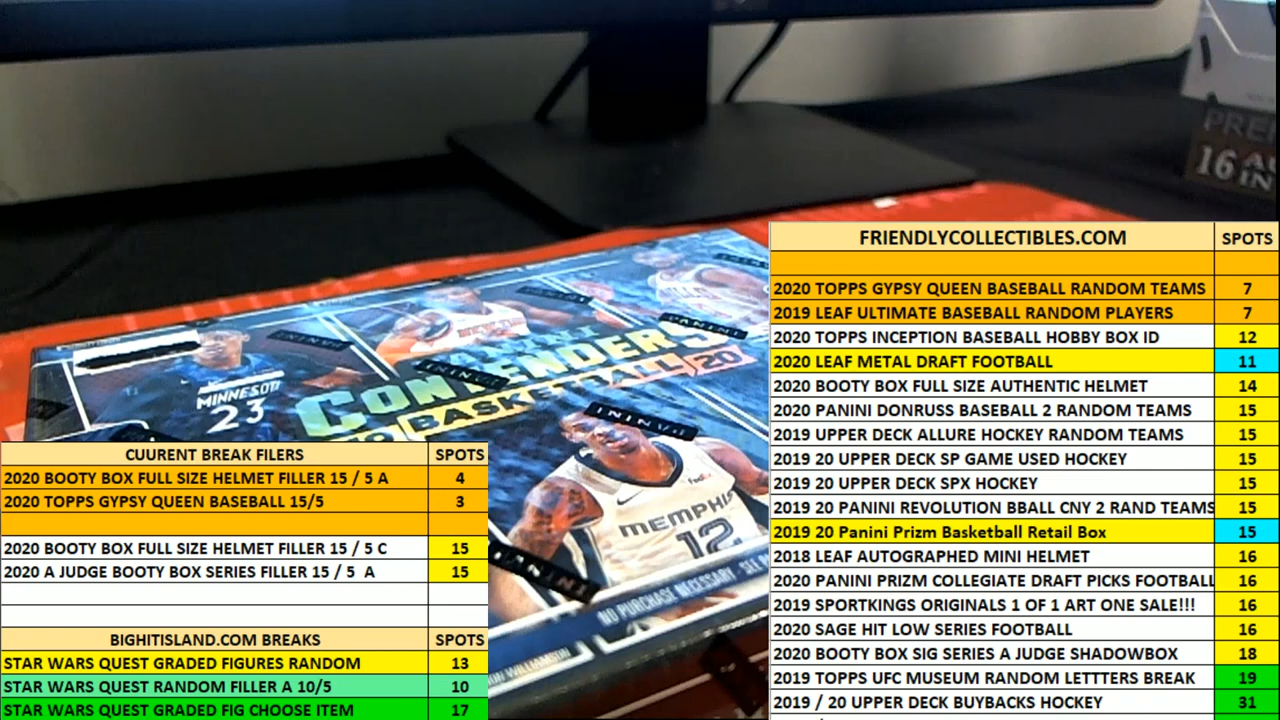 PRE
16 AU
IN
FRIENDLYCOLLECTIBLES.COM SPOTS
2020 TOPPS GYPSY QUEEN BASEBALL RANDOM TEAMS 7
2019 LEAF ULTIMATE BASEBALL RANDOM PLAYERS 7
2020 TOPPS INCEPTION BASEBALL HOBBY BOX ID 12
2020 LEAF METAL DRAFT FOOTBALL 11
2020 BOOTY BOX FULL SIZE AUTHENTIC HELMET 14
2020 PANINI DONRUSS BASEBALL 2 RANDOM TEAMS 15
2019 UPPER DECK ALLURE HOCKEY RANDOM TEAMS 15
2019 20 UPPER DECK SP GAME USED HOCKEY 15
2019 20 UPPER DECK SPX HOCKEY 15
2019 20 PANINI REVOLUTION BBALL CNY 2 RAND TEAMS 15
2019 20 Panini Prizm Basketball Retail Box 15
2018 LEAF AUTOGRAPHED MINI HELMET 16
2020 PANINI PRIZM COLLEGIATE DRAFT PICKS FOOTBALL 16
2019 SPORTKINGS ORIGINALS 1 OF 1 ART ONE SALE!!! 16
2020 SAGE HIT LOW SERIES FOOTBALL 16
2020 BOOTY BOX SIG SERIES A JUDGE SHADOWBOX 18
2019 TOPPS UFC MUSEUM RANDOM LETTTERS BREAK 19
2019 / 20 UPPER DECK BUYBACKS HOCKEY 31
MINNESOTA
23
PANINI
CONTENDERS
BASKETBALL 20
PANINI
PANINI
PANINI
MEMPHIS
12
PANINI
NO PURCHASE NECESSARY - SEE
WILLIAMSON
CUURENT BREAK FILERS SPOTS
2020 BOOTY BOX FULL SIZE HELMET FILLER 15 / 5 A 4
2020 TOPPS GYPSY QUEEN BASEBALL 15/5 3
2020 BOOTY BOX FULL SIZE HELMET FILLER 15 / 5 C 15
2020 A JUDGE BOOTY BOX SERIES FILLER 15 / 5 A 15
BIGHITISLAND.COM BREAKS SPOTS
STAR WARS QUEST GRADED FIGURES RANDOM 13
STAR WARS QUEST RANDOM FILLER A 10/5 10
STAR WARS QUEST GRADED FIG CHOOSE ITEM 17